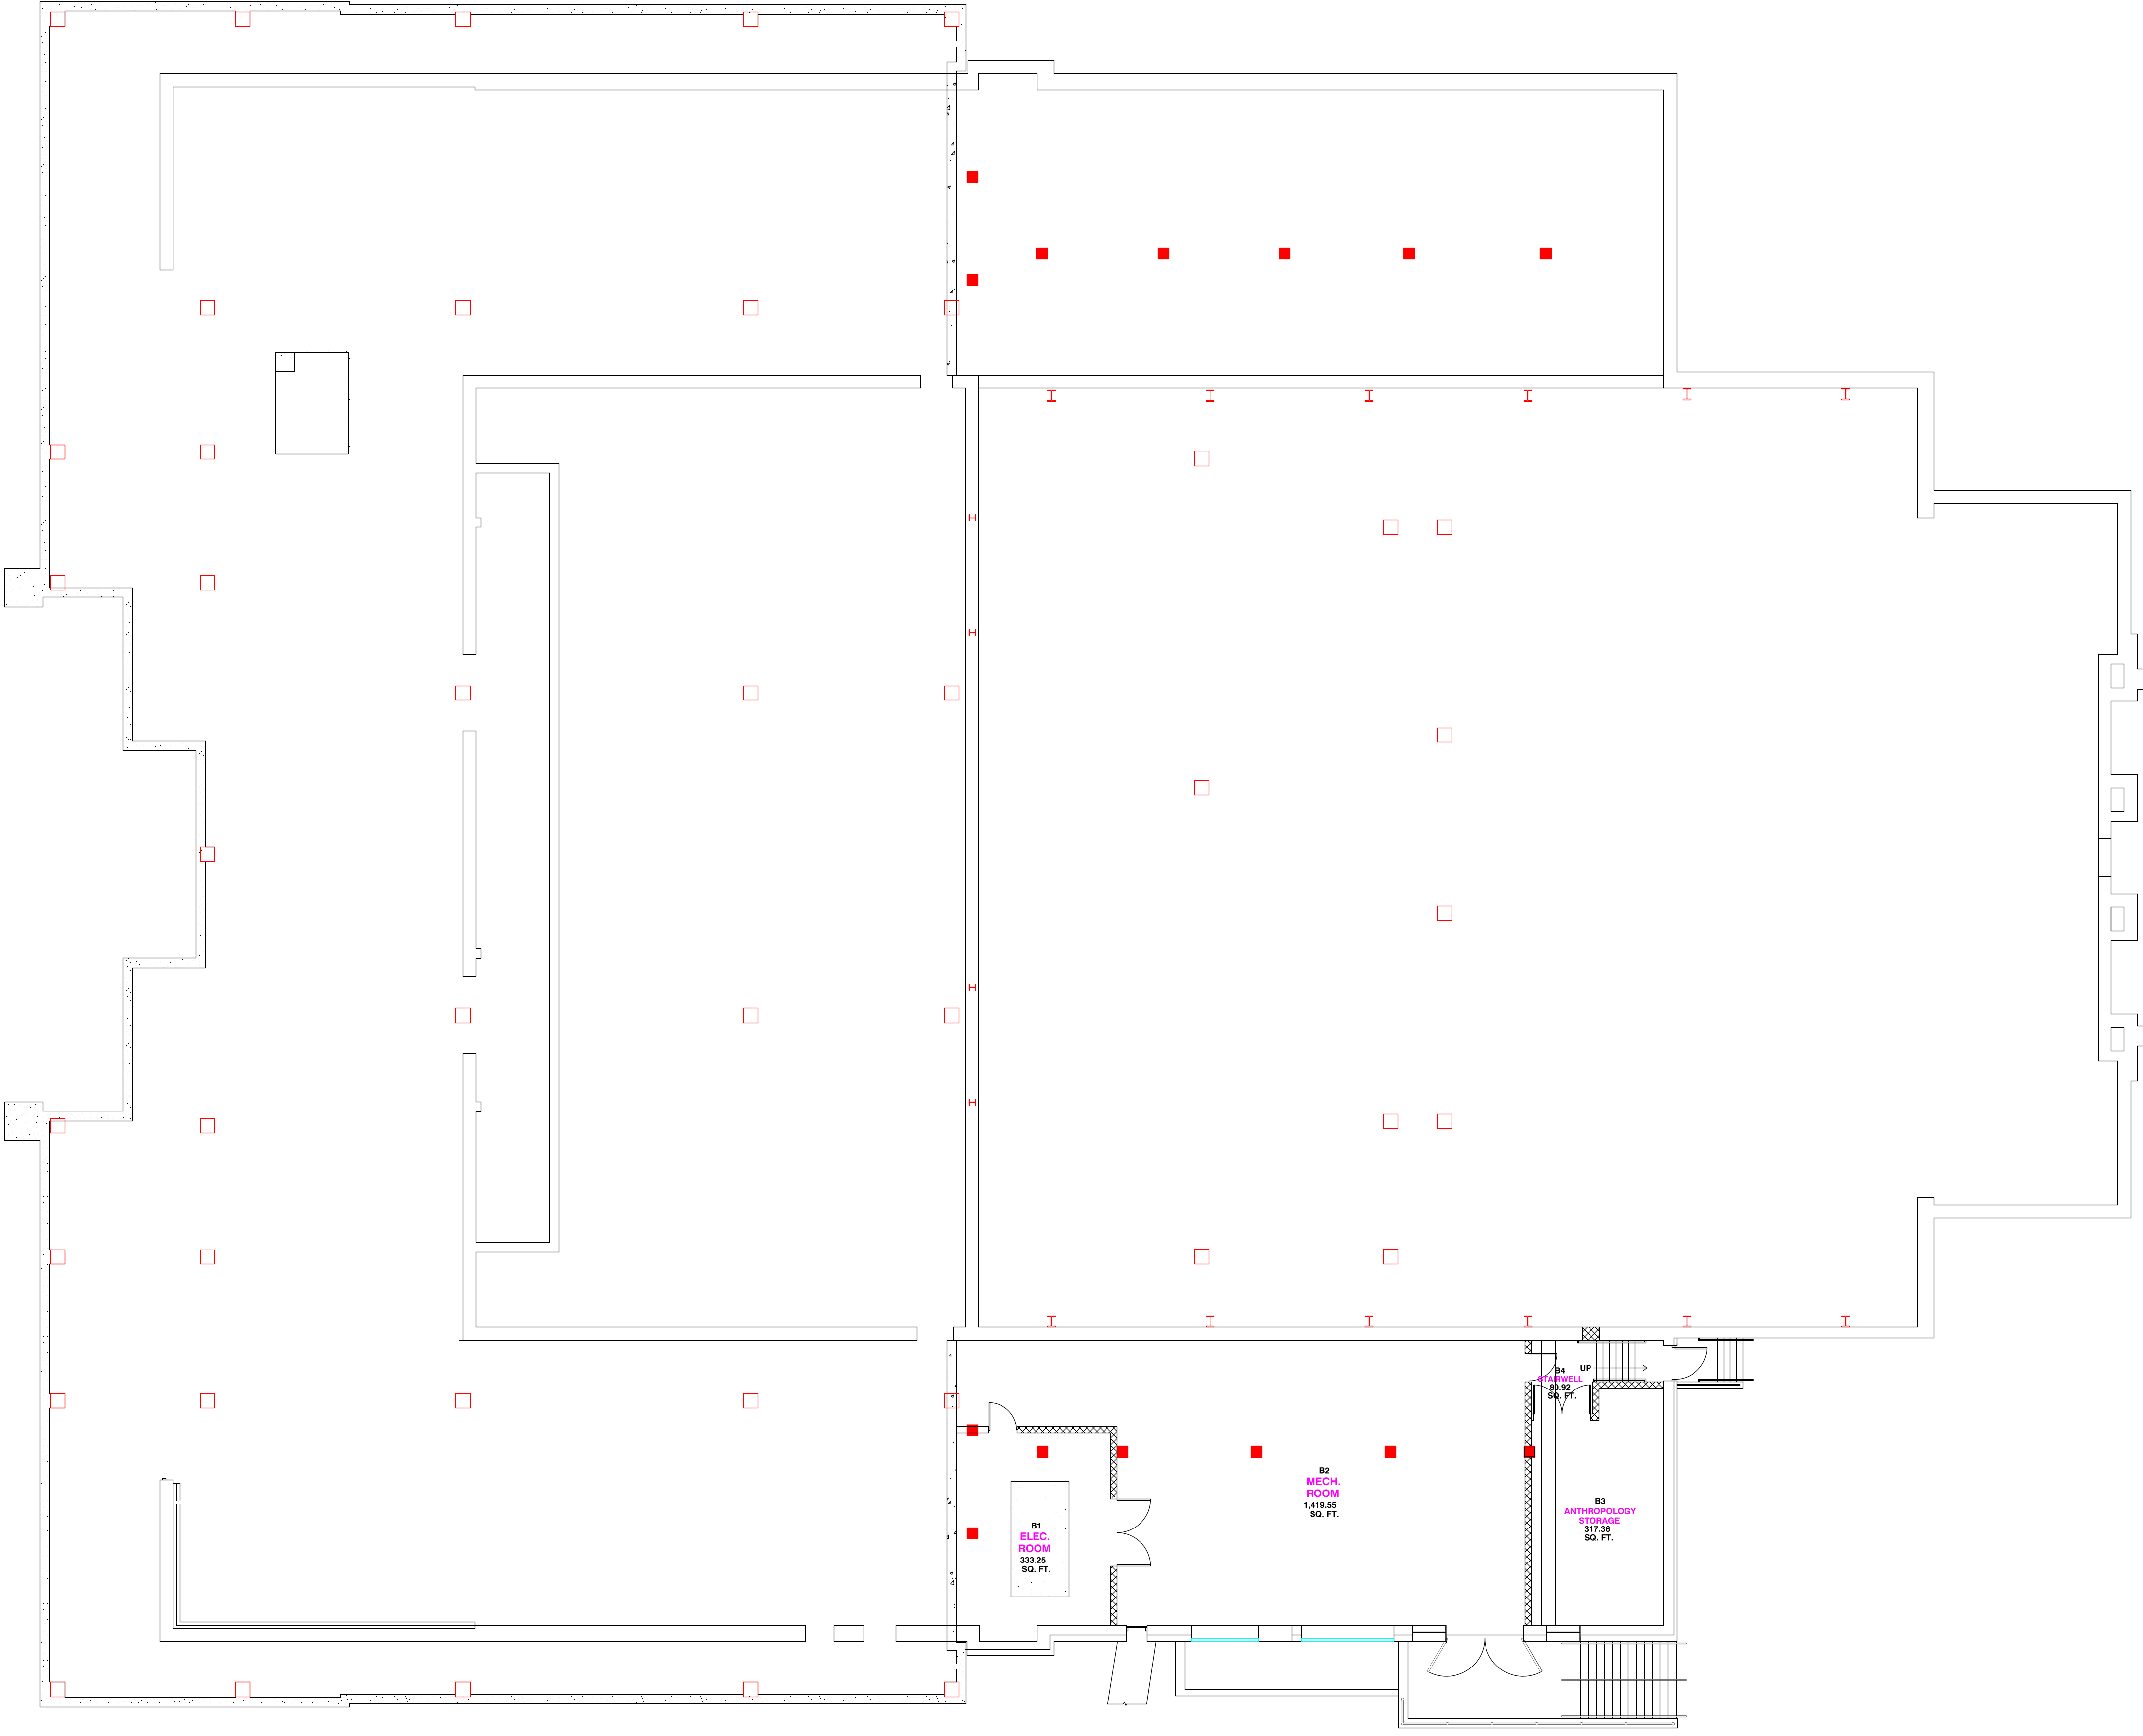 B4
STAIRWELL
80.92
SQ. FT.
UP
B2
MECH.
ROOM
1,419.55
SQ. FT.
B1
ELEC.
ROOM
333.25
SQ. FT.
B3
ANTHROPOLOGY
STORAGE
317.36
SQ. FT.